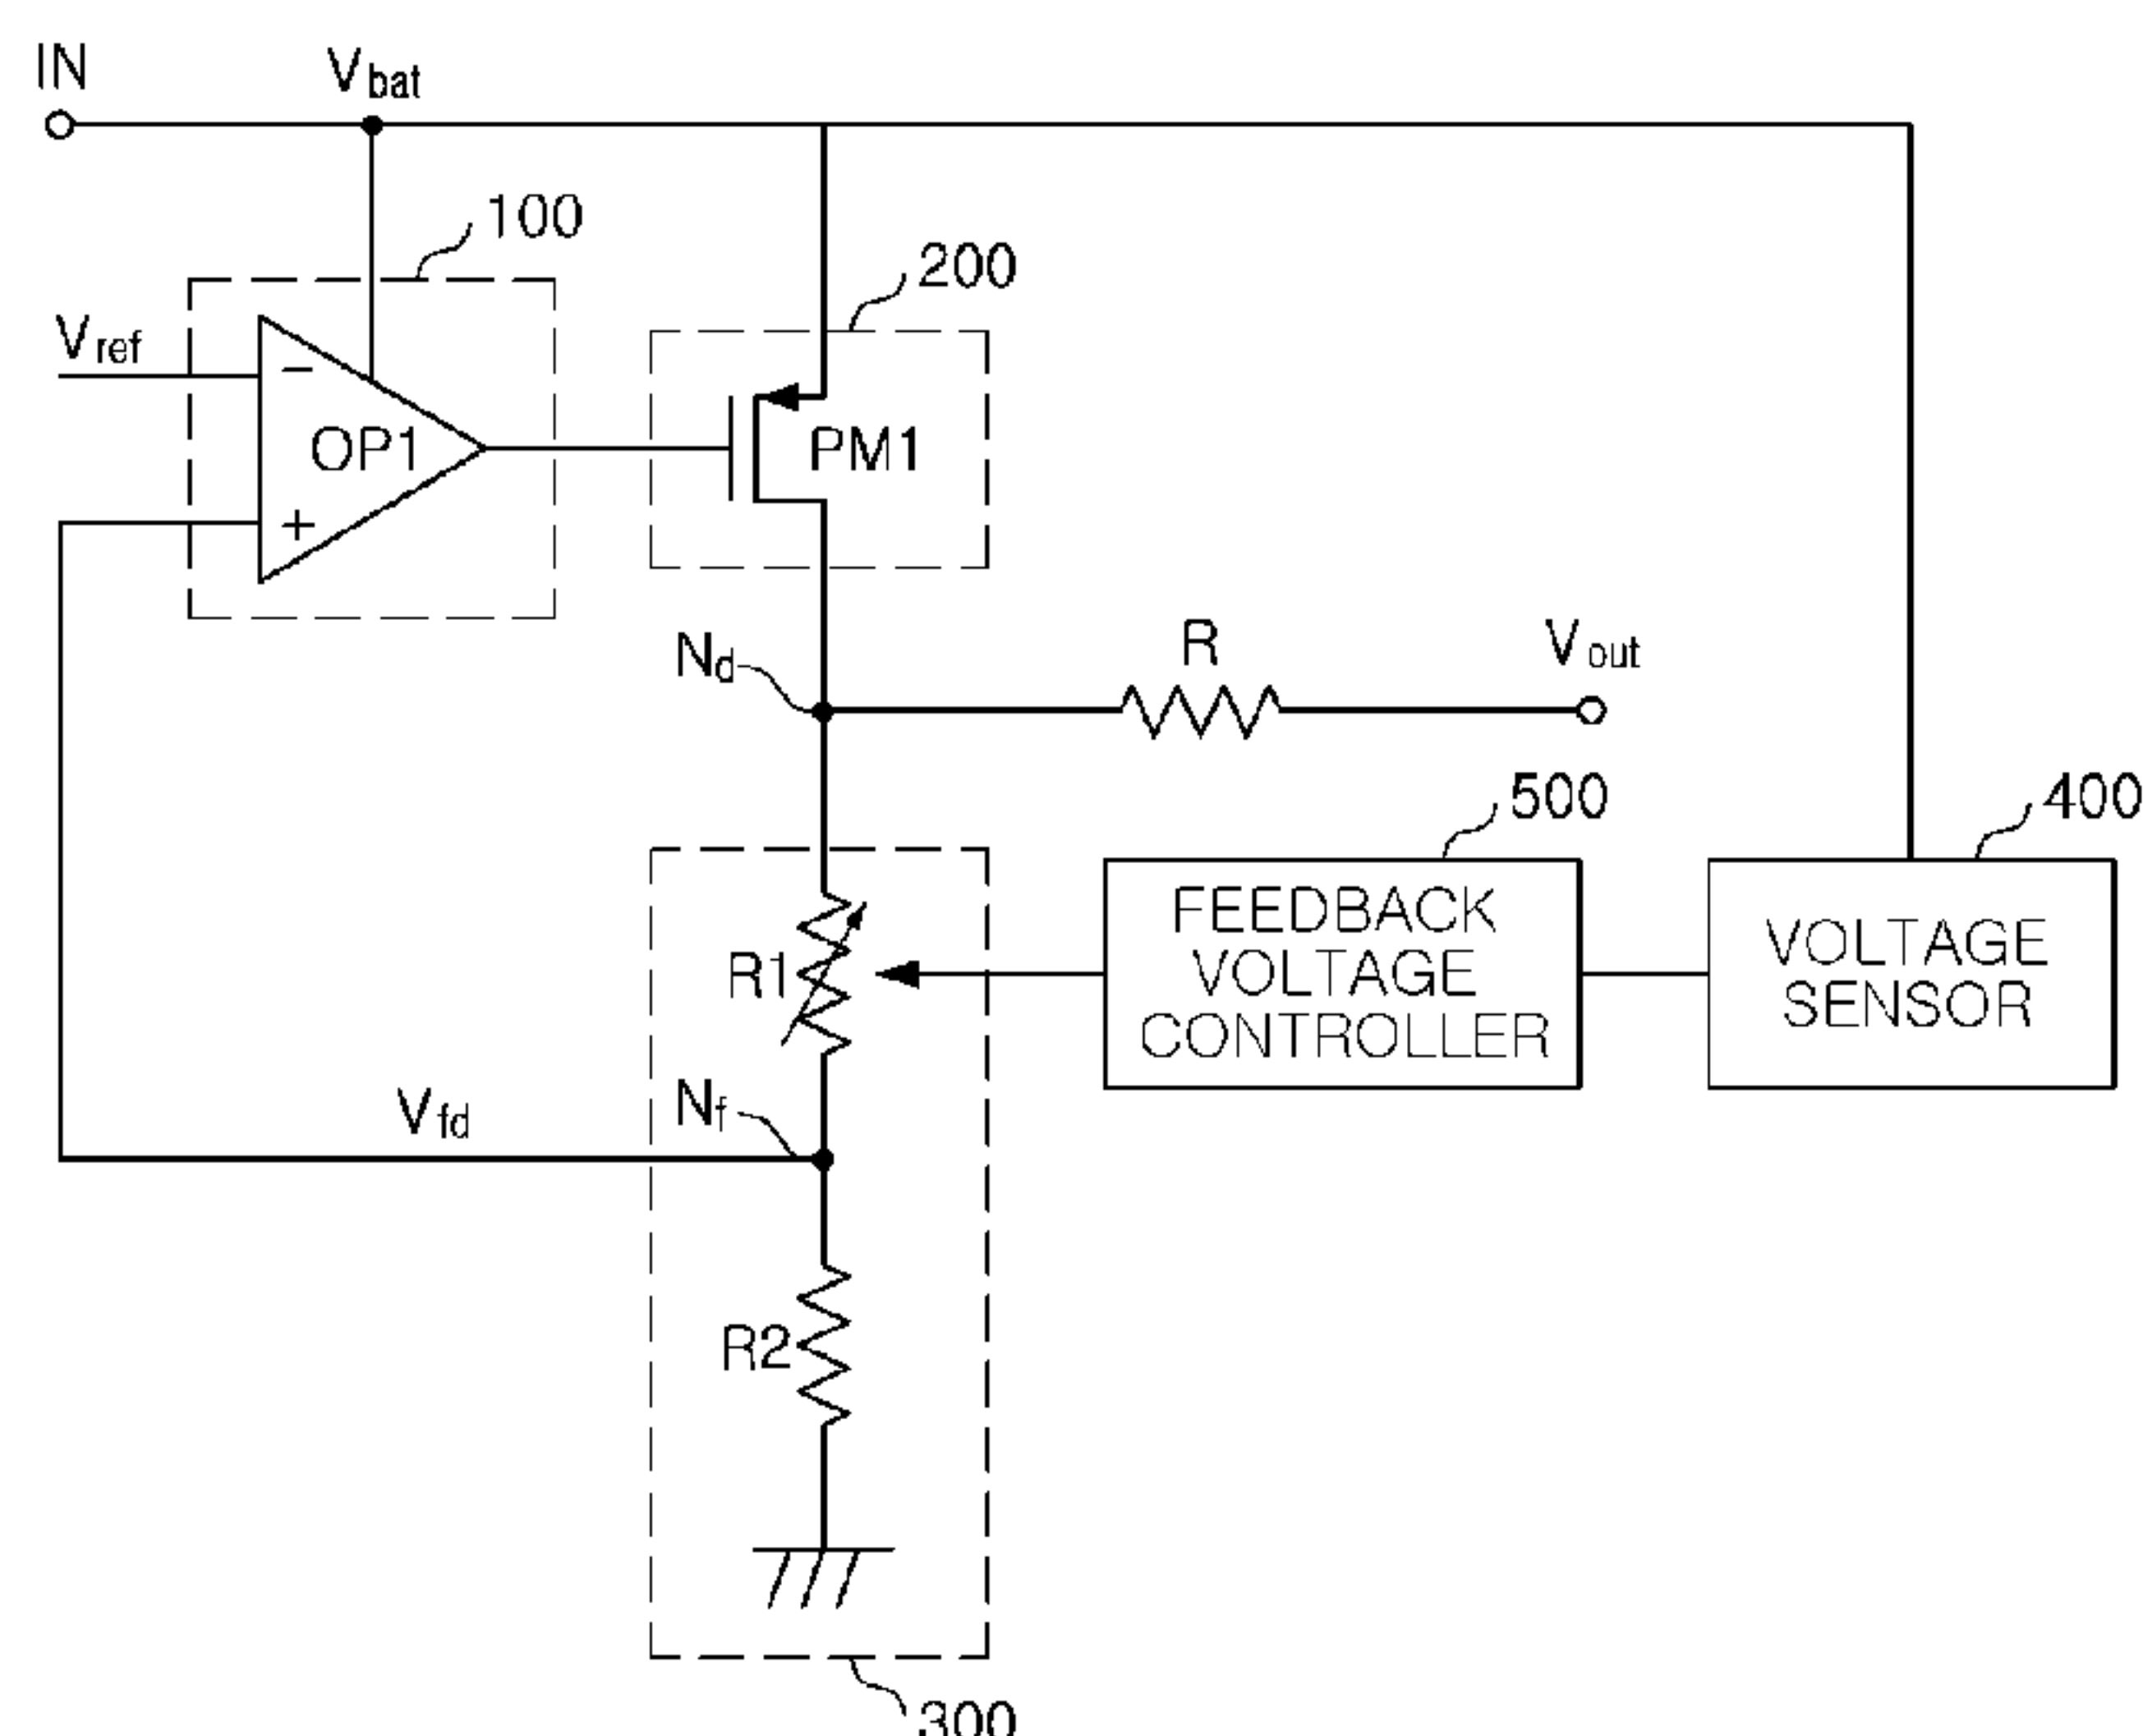 IN
Vbat
100
200
Vref
−
OP1
+
PM1
Nd
R
Vout
500
400
FEEDBACK
VOLTAGE
CONTROLLER
VOLTAGE
SENSOR
R1
Vfd
Nf
R2
300